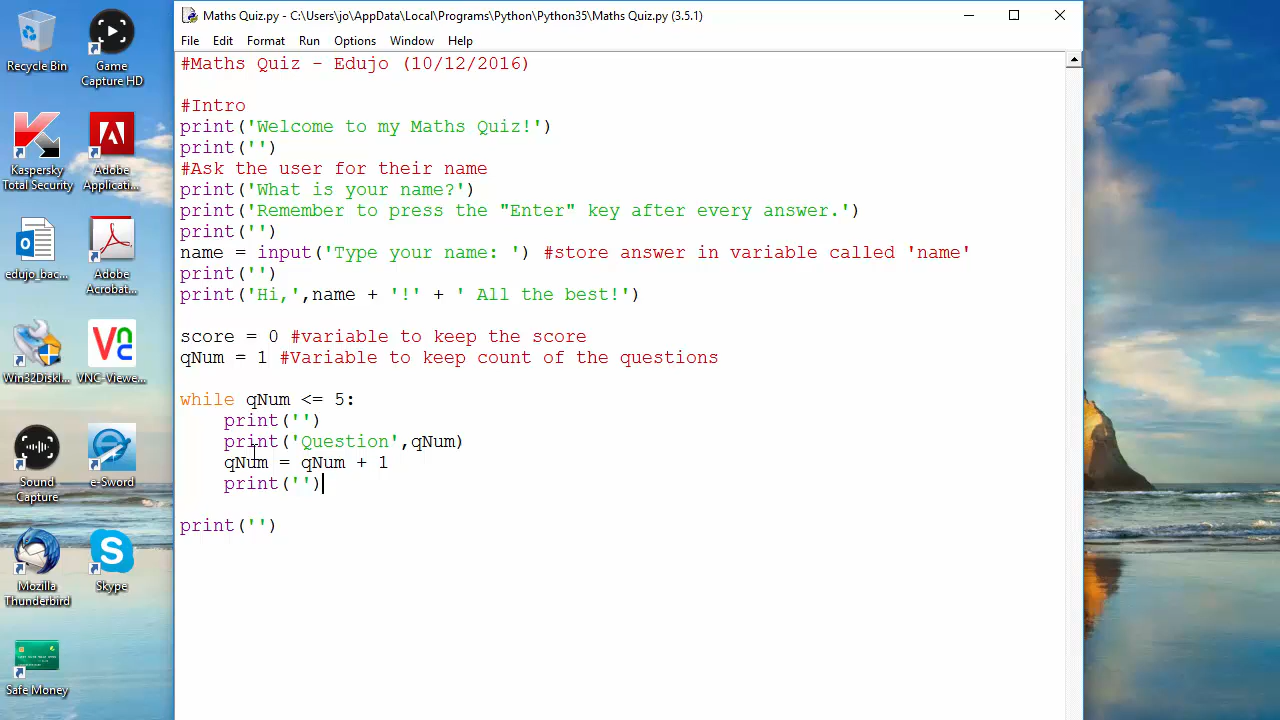 Maths Quiz.py - C:\Users\jo\AppData\Local\Programs\Python\Python35\Maths Quiz.py (3.5.1)
File Edit Format Run Options Window Help
#Maths Quiz - Edujo (10/12/2016)
#Intro
print('Welcome to my Maths Quiz!')
print('')
#Ask the user for their name
print('What is your name?')
print('Remember to press the "Enter" key after every answer.')
print('')
name = input('Type your name: ') #store answer in variable called 'name'
print('')
print('Hi,',name + '!' + ' All the best!')
score = 0 #variable to keep the score
qNum = 1 #Variable to keep count of the questions
while qNum <= 5:
    print('')
    print('Question',qNum)
    qNum = qNum + 1
    print('')
print('')
Recycle Bin
Game
Capture HD
Kaspersky
Total Security
Adobe
Applicati...
edujo_bac...
Adobe
Acrobat...
Win32DiskI...
VNC-Viewe...
Sound
Capture
e-Sword
Mozilla
Thunderbird
Skype
Safe Money